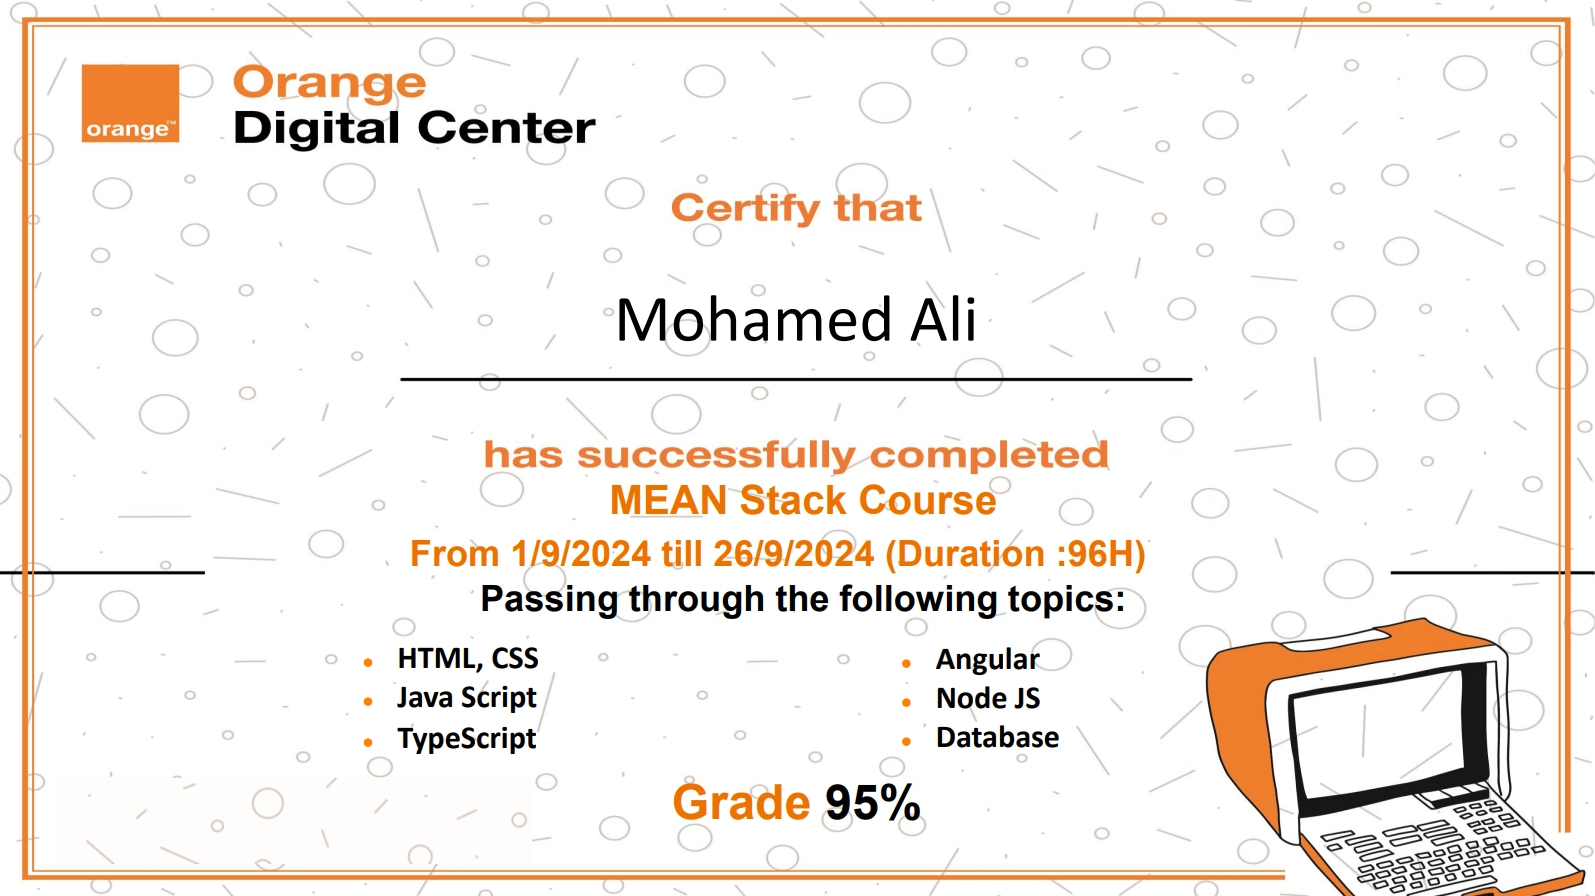 orange™
Orange
Digital Center
Certify that
Mohamed Ali
has successfully completed
MEAN Stack Course
From 1/9/2024 till 26/9/2024 (Duration :96H)
Passing through the following topics:
• HTML, CSS
• Java Script
• TypeScript
• Angular
• Node JS
• Database
Grade 95%